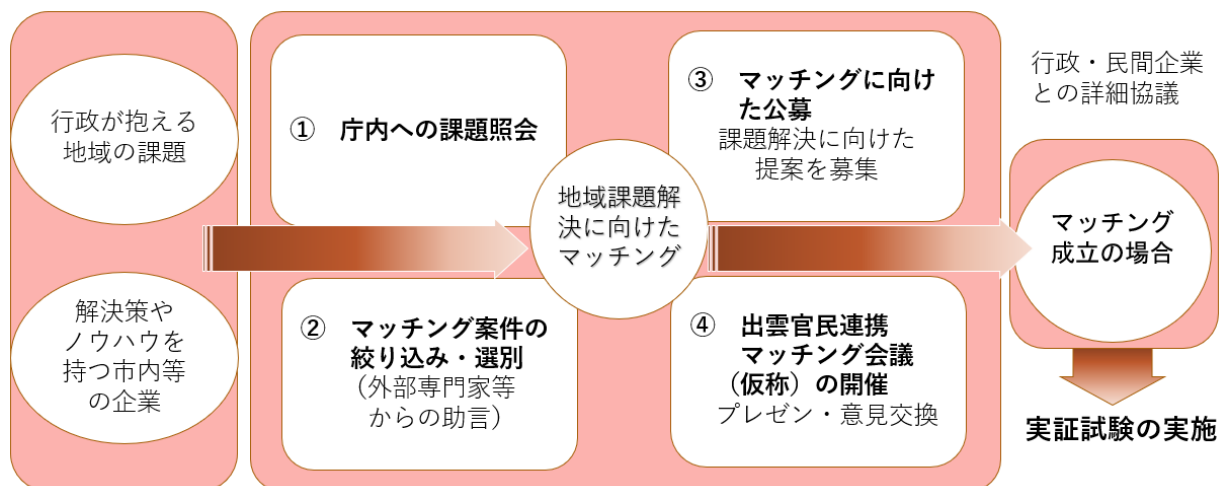 行政が抱える
地域の課題
解決策や
ノウハウを
持つ市内等
の企業
① 庁内への課題照会
② マッチング案件の
絞り込み・選別
（外部専門家等
からの助言）
地域課題解
決に向けた
マッチング
③ マッチングに向け
た公募
課題解決に向けた
提案を募集
④ 出雲官民連携
マッチング会議
（仮称）の開催
プレゼン・意見交換
行政・民間企業
との詳細協議
マッチング
成立の場合
実証試験の実施